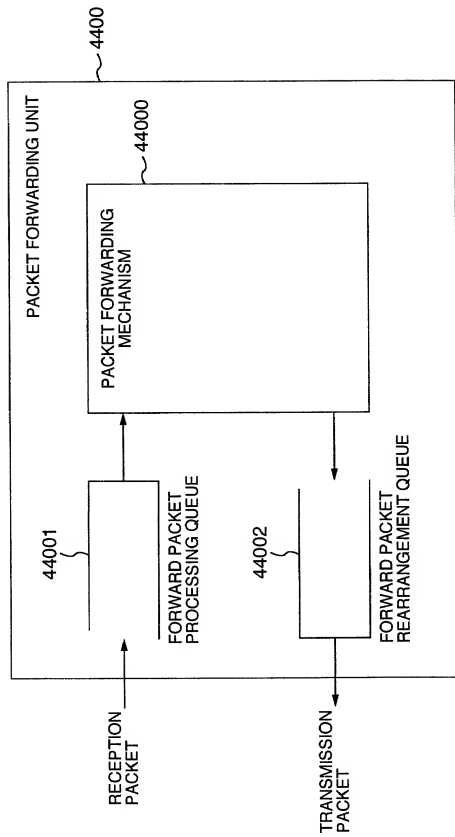 4400
PACKET FORWARDING UNIT
44000
PACKET FORWARDING
MECHANISM
44001
FORWARD PACKET
PROCESSING QUEUE
44002
FORWARD PACKET
REARRANGEMENT QUEUE
RECEPTION
PACKET
TRANSMISSION
PACKET